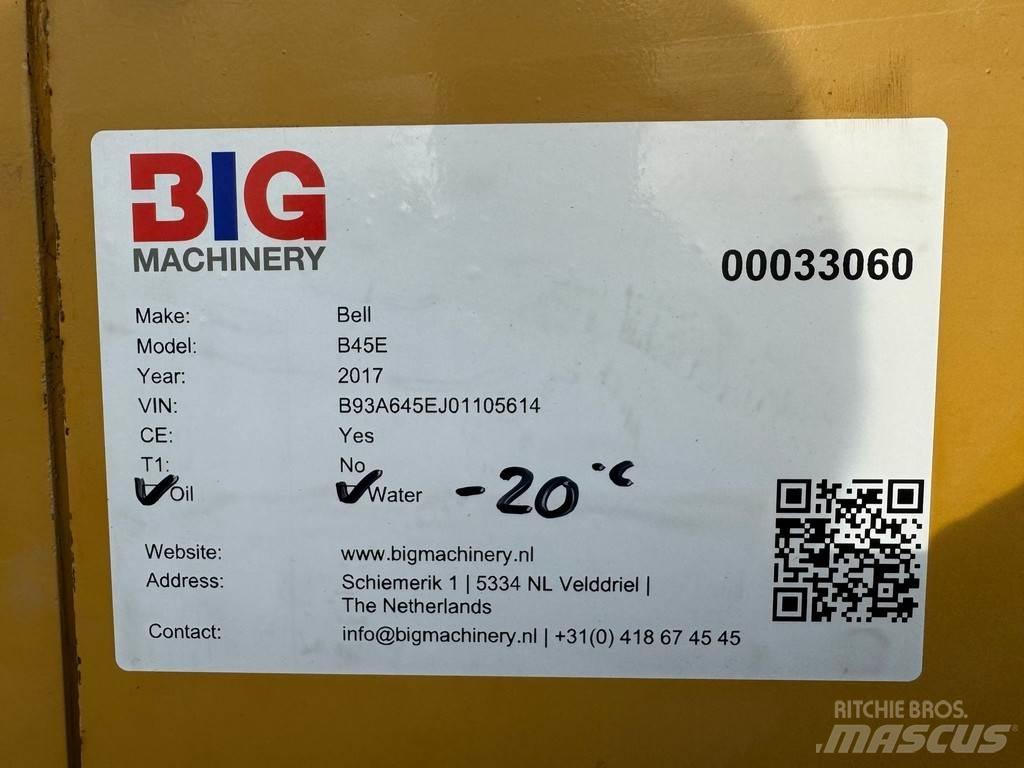 BIG
MACHINERY
00033060
Make: Bell
Model: B45E
Year: 2017
VIN: B93A645EJ01105614
CE: Yes
T1: No
Oil Water -20°C
Website: www.bigmachinery.nl
Address: Schiemerik 1 | 5334 NL Velddriel |
The Netherlands
Contact: info@bigmachinery.nl | +31(0) 418 67 45 45
RITCHIE BROS.
MASCUS